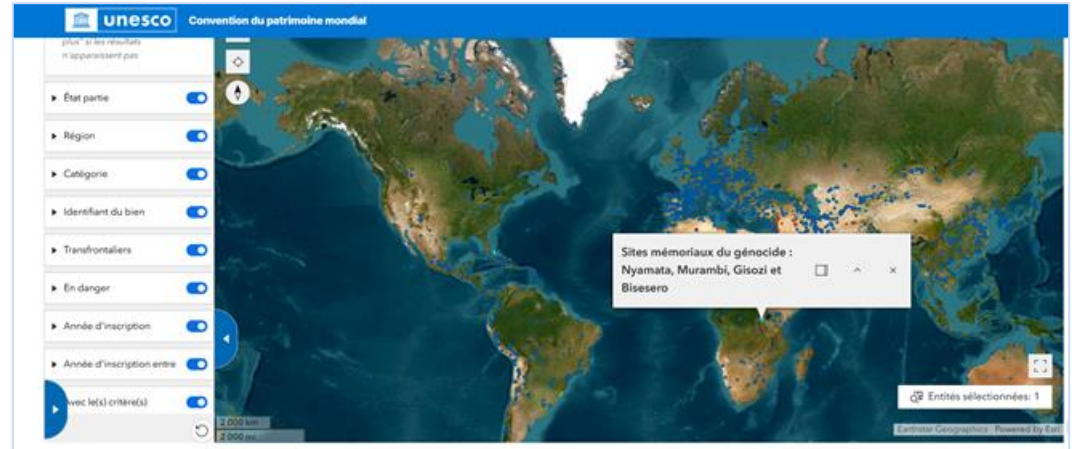 unesco Convention du patrimoine mondial
plus" si les résultats
n'apparaissent pas
État partie
Région
Catégorie
Identifiant du bien
Transfrontaliers
En danger
Année d'inscription
Année d'inscription entre
Avec le(s) critère(s)
Sites mémoriaux du génocide :
Nyamata, Murambi, Gisozi et
Bisesero
Entités sélectionnées: 1
2 000 km
2 000 mi
Earthstar Geographics Powered by Esri